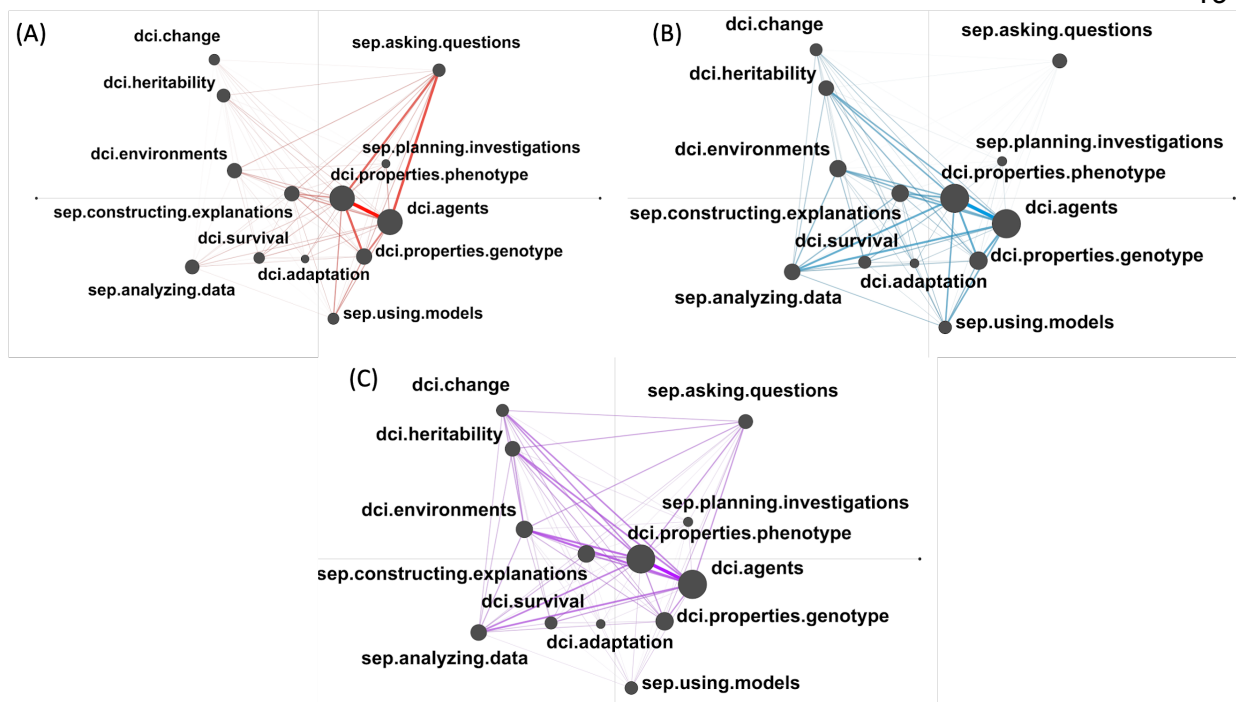 (A)
dci.change
sep.asking.questions
dci.heritability
dci.environments
sep.planning.investigations
dci.properties.phenotype
dci.agents
sep.constructing.explanations
dci.survival
dci.properties.genotype
dci.adaptation
sep.analyzing.data
sep.using.models
(B)
dci.change
sep.asking.questions
dci.heritability
dci.environments
sep.planning.investigations
dci.properties.phenotype
dci.agents
sep.constructing.explanations
dci.survival
dci.properties.genotype
dci.adaptation
sep.analyzing.data
sep.using.models
(C)
dci.change
sep.asking.questions
dci.heritability
dci.environments
sep.planning.investigations
dci.properties.phenotype
dci.agents
sep.constructing.explanations
dci.survival
dci.properties.genotype
dci.adaptation
sep.analyzing.data
sep.using.models